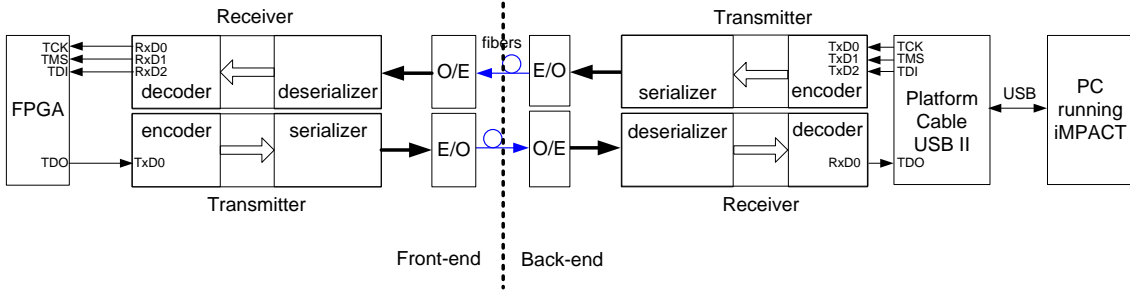 Receiver
Transmitter
TCK
TMS
TDI
RxD0
RxD1
RxD2
decoder
deserializer
O/E
fibers
E/O
serializer
encoder
TxD0
TxD1
TxD2
TCK
TMS
TDI
FPGA
TDO
TxD0
encoder
serializer
E/O
O/E
deserializer
decoder
RxD0
TDO
Platform
Cable
USB II
USB
PC
running
iMPACT
Transmitter
Receiver
Front-end
Back-end